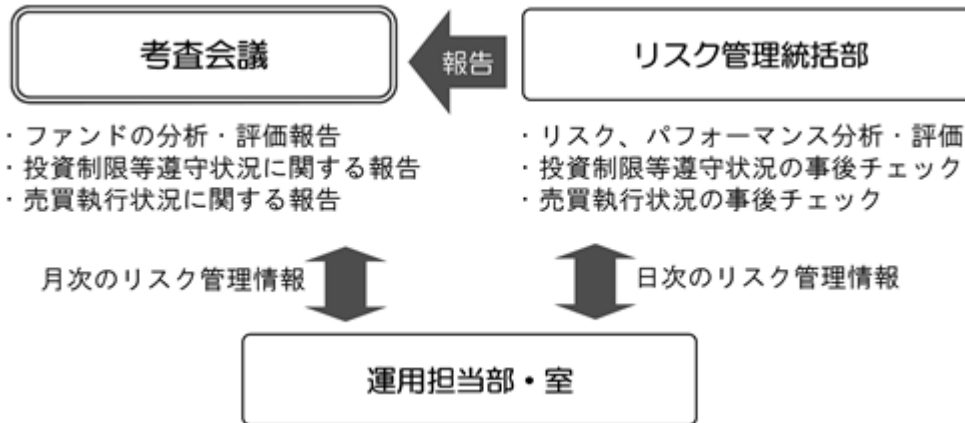 考査会議
報告
リスク管理統括部
・ファンドの分析・評価報告
・投資制限等遵守状況に関する報告
・売買執行状況に関する報告
・リスク、パフォーマンス分析・評価
・投資制限等遵守状況の事後チェック
・売買執行状況の事後チェック
月次のリスク管理情報
日次のリスク管理情報
運用担当部・室